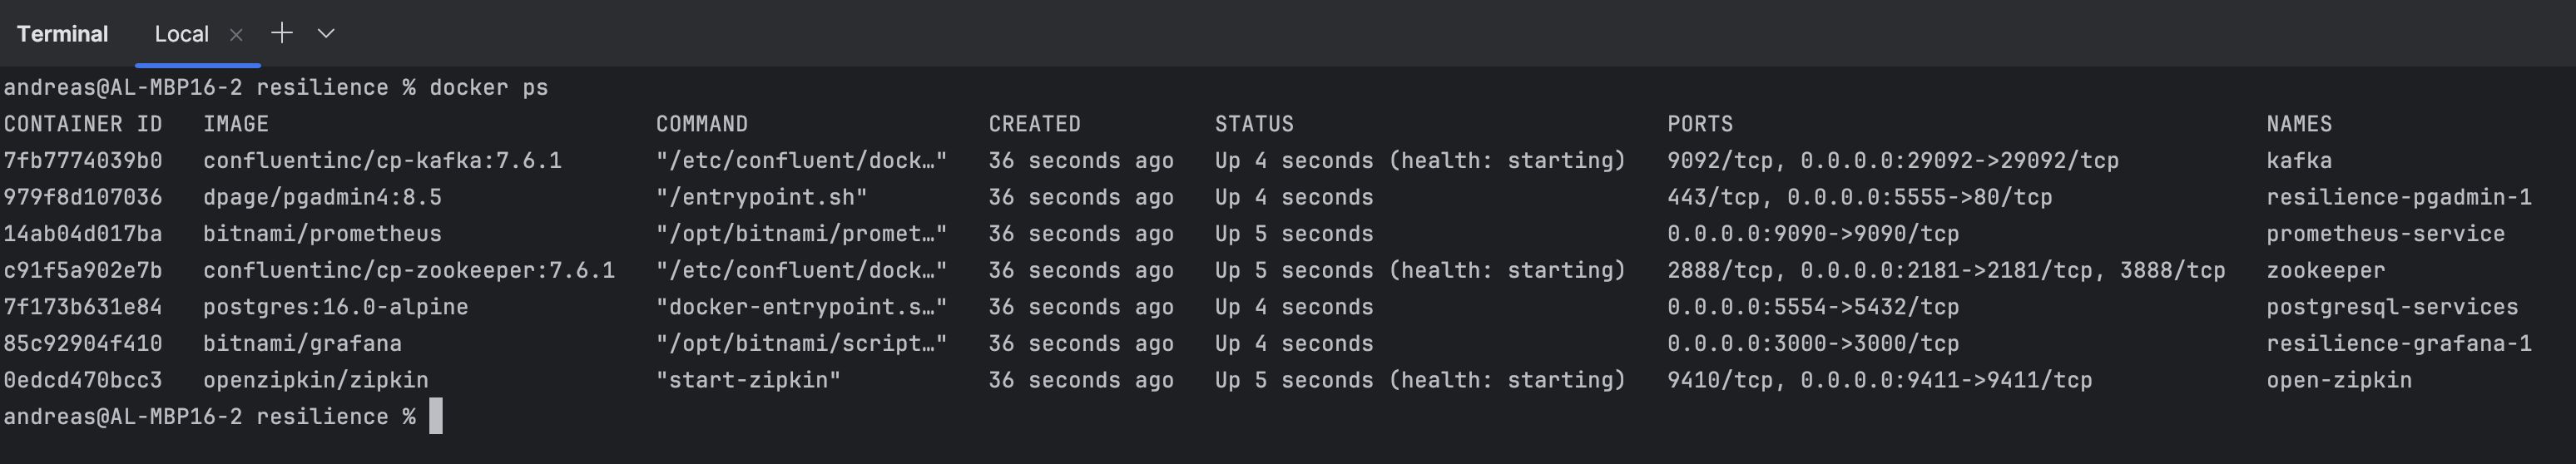 Terminal Local × + ⌄
andreas@AL-MBP16-2 resilience % docker ps
CONTAINER ID   IMAGE                             COMMAND                  CREATED          STATUS                            PORTS                                        NAMES
7fb7774039b0   confluentinc/cp-kafka:7.6.1       "/etc/confluent/dock…"   36 seconds ago   Up 4 seconds (health: starting)   9092/tcp, 0.0.0.0:29092->29092/tcp           kafka
979f8d107036   dpage/pgadmin4:8.5                "/entrypoint.sh"         36 seconds ago   Up 4 seconds                      443/tcp, 0.0.0.0:5555->80/tcp                resilience-pgadmin-1
14ab04d017ba   bitnami/prometheus                "/opt/bitnami/promet…"   36 seconds ago   Up 5 seconds                      0.0.0.0:9090->9090/tcp                       prometheus-service
c91f5a902e7b   confluentinc/cp-zookeeper:7.6.1   "/etc/confluent/dock…"   36 seconds ago   Up 5 seconds (health: starting)   2888/tcp, 0.0.0.0:2181->2181/tcp, 3888/tcp   zookeeper
7f173b631e84   postgres:16.0-alpine              "docker-entrypoint.s…"   36 seconds ago   Up 4 seconds                      0.0.0.0:5554->5432/tcp                       postgresql-services
85c92904f410   bitnami/grafana                   "/opt/bitnami/script…"   36 seconds ago   Up 4 seconds                      0.0.0.0:3000->3000/tcp                       resilience-grafana-1
0edcd470bcc3   openzipkin/zipkin                 "start-zipkin"           36 seconds ago   Up 5 seconds (health: starting)   9410/tcp, 0.0.0.0:9411->9411/tcp             open-zipkin
andreas@AL-MBP16-2 resilience %